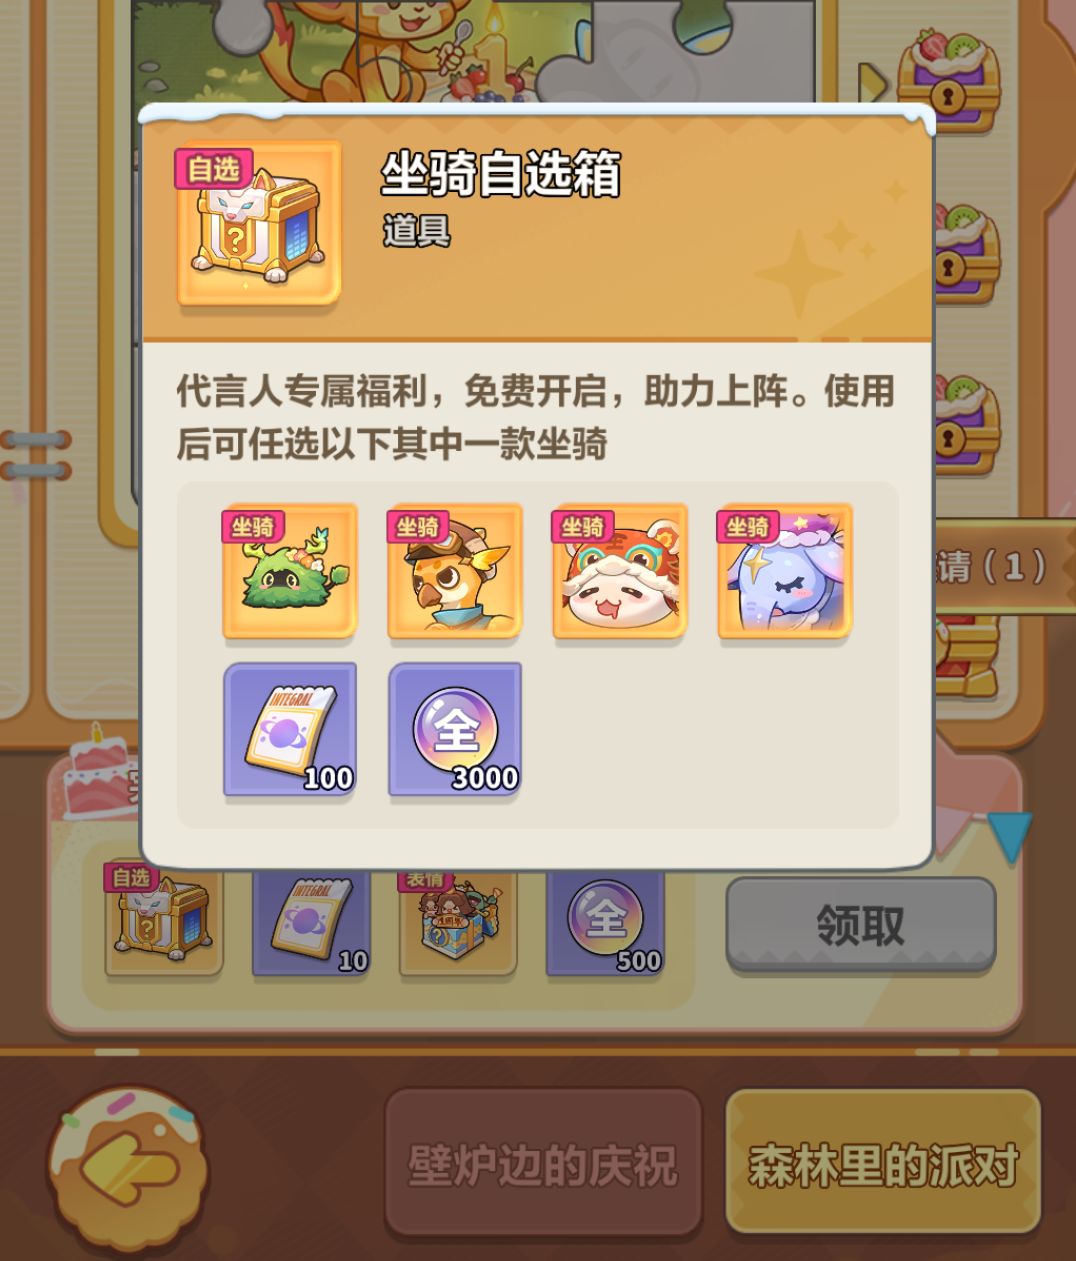 自选
坐骑自选箱
道具
代言人专属福利，免费开启，助力上阵。使用
后可任选以下其中一款坐骑
坐骑
坐骑
坐骑
坐骑
请（1）
INTEGRAL
100
全
3000
自选
INTEGRAL
10
表情
全
500
领取
壁炉边的庆祝
森林里的派对